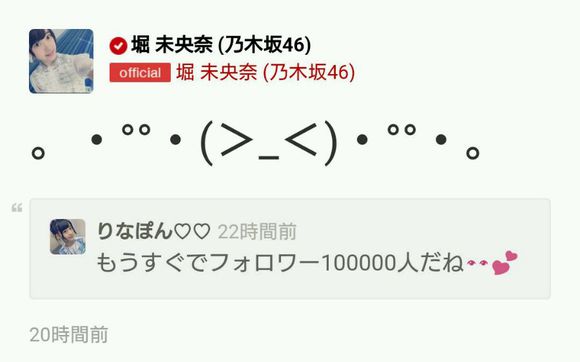 堀 未央奈 (乃木坂46)
official 堀 未央奈 (乃木坂46)
。・°°・(＞_＜)・°°・。
りなぽん♡♡ 22時間前
もうすぐでフォロワー100000人だね👀💕
20時間前